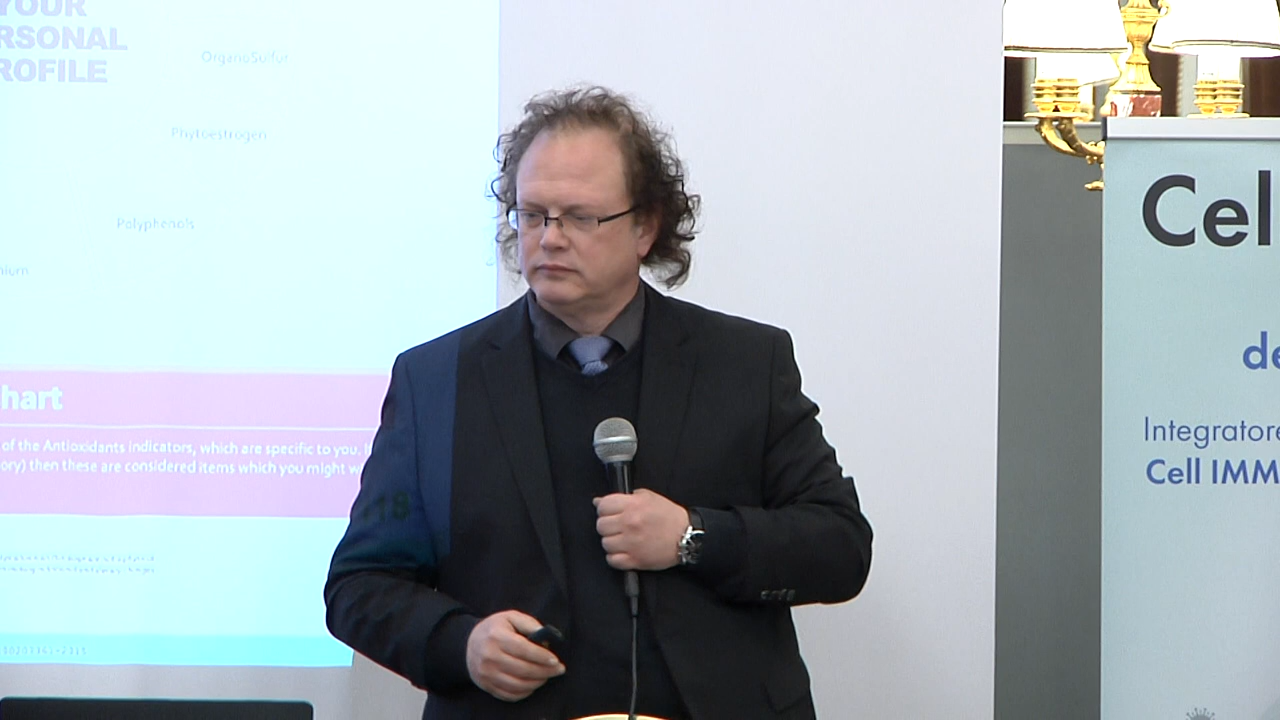 YOUR
RSONAL
ROFILE
OrganoSulfur
Phytoestrogen
Polyphenols
hart
of the Antioxidants indicators, which are specific to you. I
ory) then these are considered items which you might w
Cel
de
Integratore
Cell IMM